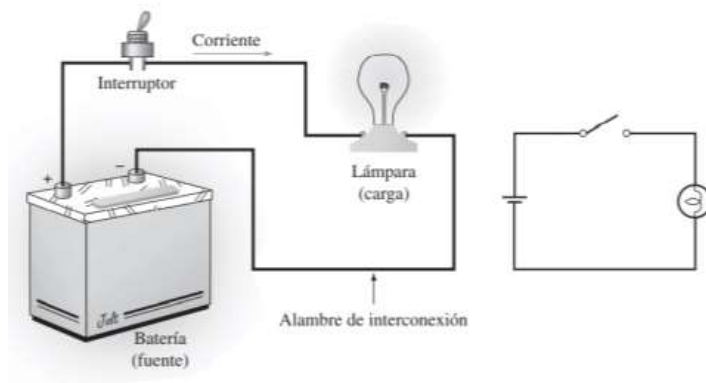 Corriente
Interruptor
+
−
Lámpara
(carga)
Alambre de interconexión
Jolt
Batería
(fuente)